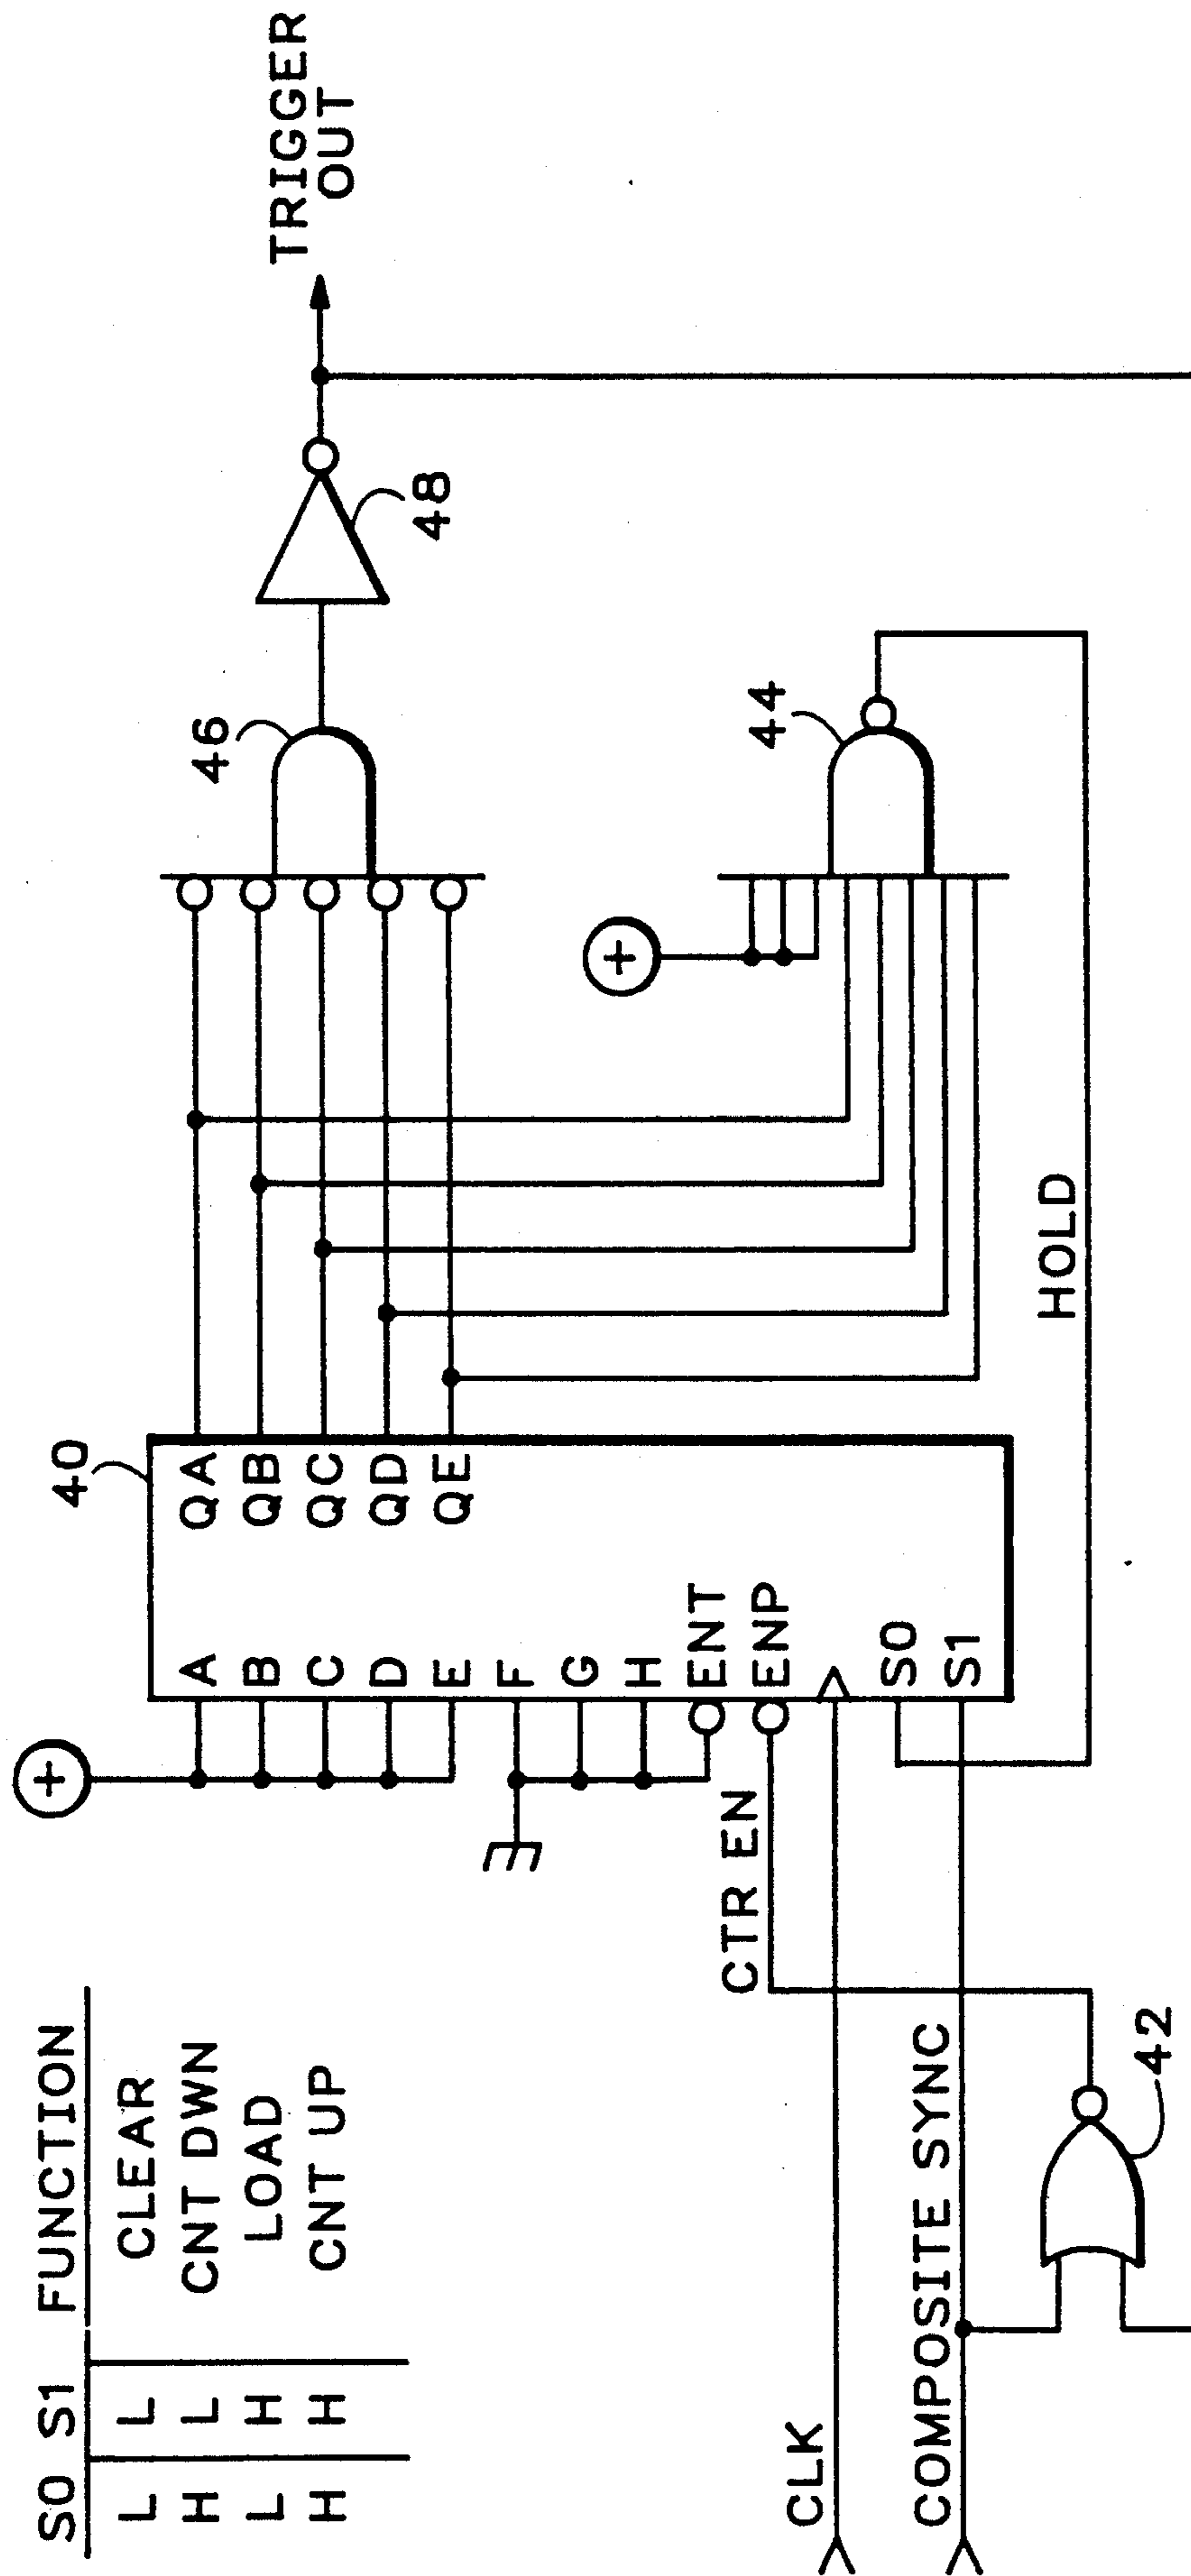 S0 S1 FUNCTION
L L CLEAR
H L CNT DWN
L H LOAD
H H CNT UP
40
A QA
B QB
C QC
D QD
E QE
F
G
H
ENT
ENP
S0
S1
CTR EN
CLK
COMPOSITE SYNC
42
46
48
44
HOLD
TRIGGER
OUT
+
+